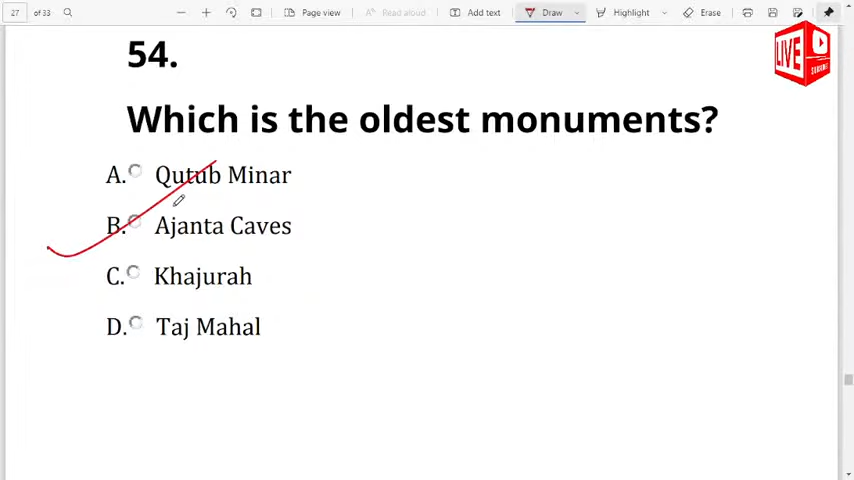 27 of 33 Page view Read aloud Add text Draw Highlight Erase
LIVE
SUBSCRIBE
54.
Which is the oldest monuments?
A. Qutub Minar
B. Ajanta Caves
C. Khajurah
D. Taj Mahal